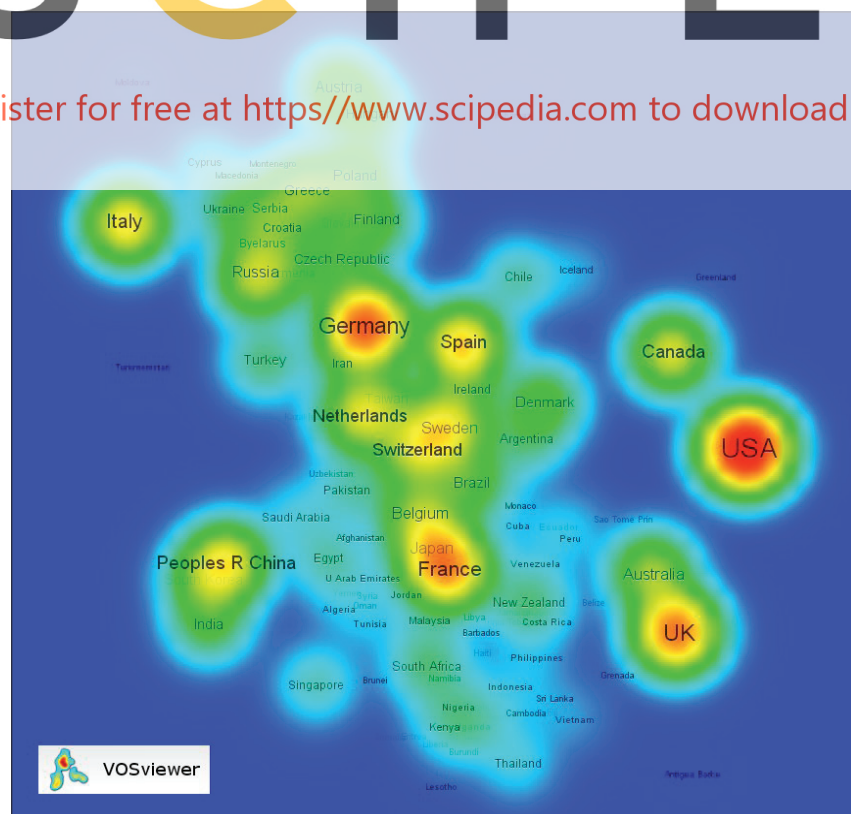 ister for free at https//www.scipedia.com to download
Austria
Cyprus
Montenegro
Macedonia
Poland
Greece
Ukraine Serbia
Finland
Italy
Croatia
Byelarus
Czech Republic
Russia
Chile
Iceland
Greenland
Germany
Spain
Canada
Turkey
Iran
Turkmenistan
Ireland
Denmark
Netherlands
Sweden
Argentina
Switzerland
USA
Uzbekistan
Brazil
Pakistan
Monaco
Saudi Arabia
Belgium
Cuba
Ecuador
Sao Tome Prin
Afghanistan
Peru
Japan
Egypt
Peoples R China
France
Venezuela
U Arab Emirates
Australia
Syria
Jordan
Oman
New Zealand
Belize
Algeria
India
Tunisia
Malaysia
Libya
Costa Rica
Barbados
UK
Haiti
Philippines
South Africa
Namibia
Grenada
Singapore
Brunei
Indonesia
Sri Lanka
Nigeria
Cambodia
Vietnam
Kenya
Burundi
Thailand
VOSviewer
Antigua Barbu
Lesotho